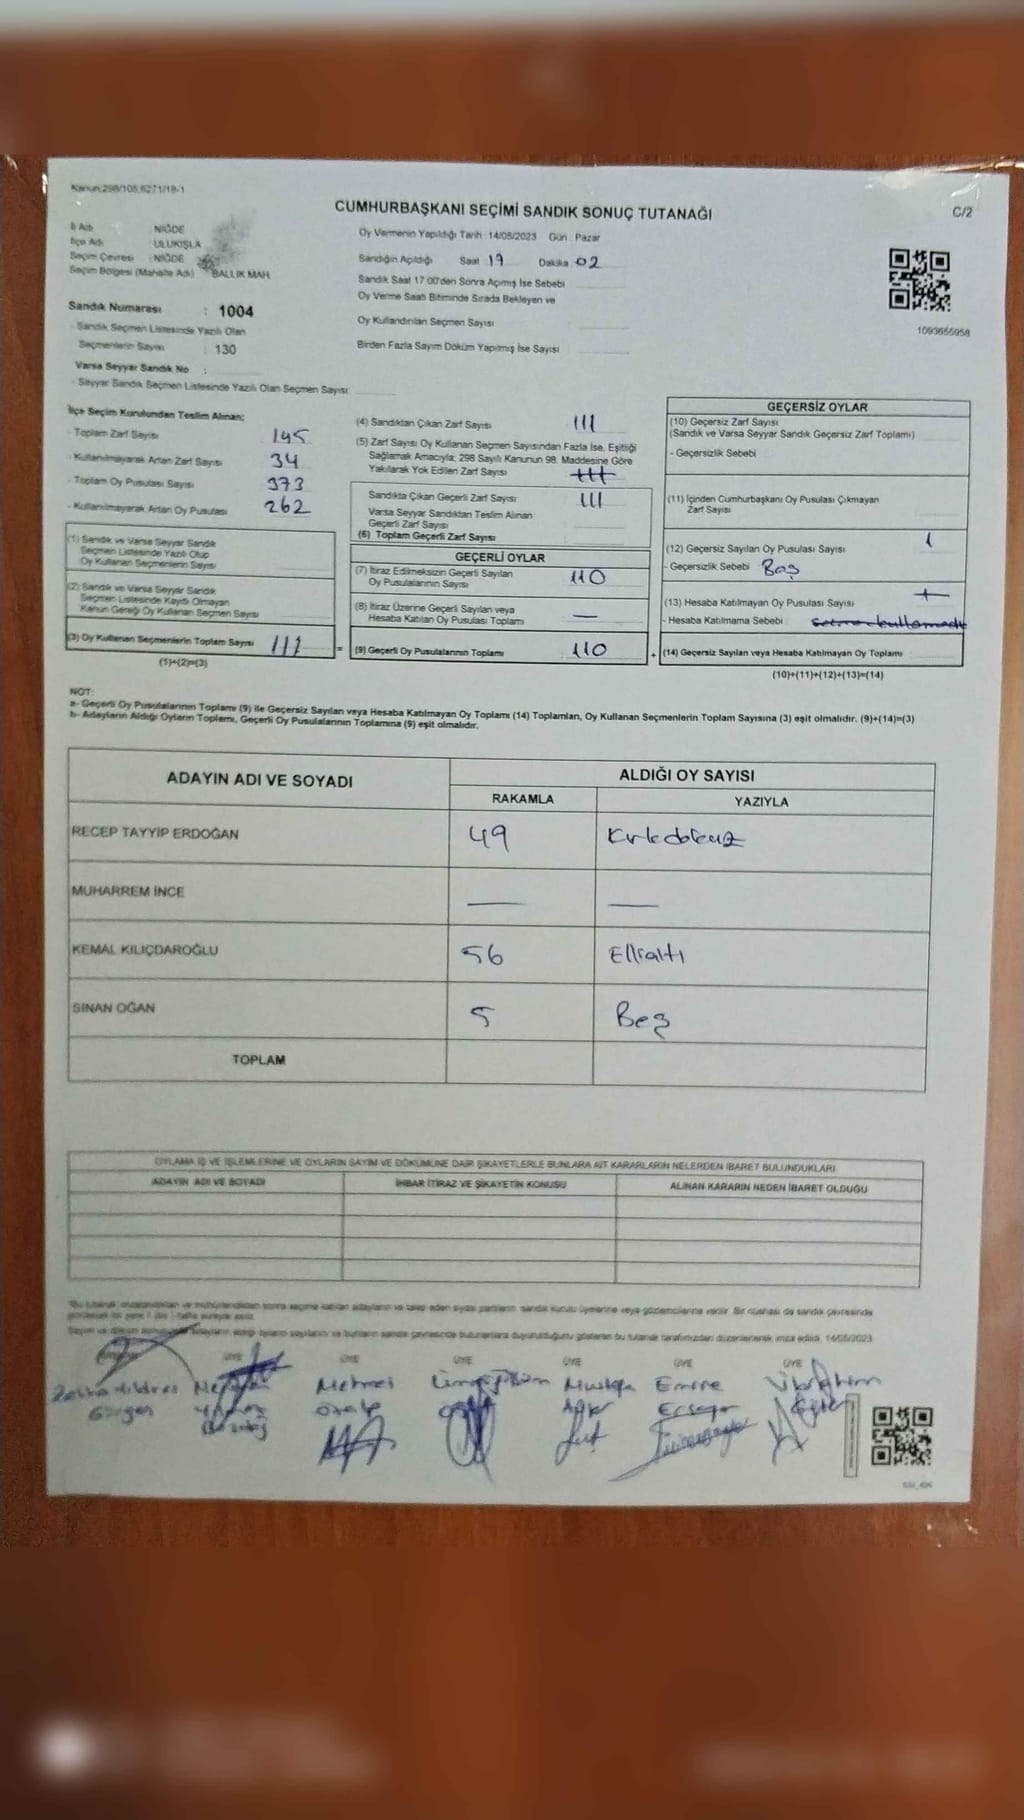 Kanun:298/105,6271/18-1
CUMHURBAŞKANI SEÇİMİ SANDIK SONUÇ TUTANAĞI
C/2
İl Adı NİĞDE
İlçe Adı ULUKIŞLA
Seçim Çevresi : NİĞDE
Seçim Bölgesi (Mahalle Adı) BALLIK MAH.
Oy Vermenin Yapıldığı Tarih : 14/05/2023 Gün : Pazar
Sandığın Açıldığı Saat 17 Dakika 02
Sandık Saat 17:00'den Sonra Açımış İse Sebebi
Oy Verme Saati Bitiminde Sırada Bekleyen ve
Oy Kullandırılan Seçmen Sayısı
Birden Fazla Sayım Döküm Yapılmış İse Sayısı
1093655958
Sandık Numarası : 1004
- Sandık Seçmen Listesinde Yazılı Olan
Seçmenlerin Sayısı : 130
Varsa Seyyar Sandık No :
- Seyyar Sandık Seçmen Listesinde Yazılı Olan Seçmen Sayısı:
İlçe Seçim Kurulundan Teslim Alınan;
- Toplam Zarf Sayısı 145
- Kullanılmayarak Artan Zarf Sayısı 34
- Toplam Oy Pusulası Sayısı 373
- Kullanılmayarak Artan Oy Pusulası 262
(1) Sandık ve Varsa Seyyar Sandık
Seçmen Listesinde Yazılı Olup
Oy Kullanan Seçmenlerin Sayısı
(2) Sandık ve Varsa Seyyar Sandık
Seçmen Listesinde Kayıtlı Olmayan
Kanun Gereği Oy Kullanan Seçmen Sayısı
(3) Oy Kullanan Seçmenlerin Toplam Sayısı 111 =
(1)+(2)=(3)
(4) Sandıktan Çıkan Zarf Sayısı 111
(5) Zarf Sayısı Oy Kullanan Seçmen Sayısından Fazla İse, Eşitliği
Sağlamak Amacıyla; 298 Sayılı Kanunun 98. Maddesine Göre
Yakılarak Yok Edilen Zarf Sayısı
Sandıkta Çıkan Geçerli Zarf Sayısı 111
Varsa Seyyar Sandıktan Teslim Alınan
Geçerli Zarf Sayısı
(6) Toplam Geçerli Zarf Sayısı
GEÇERLİ OYLAR
(7) İtiraz Edilmeksizin Geçerli Sayılan
Oy Pusulalarının Sayısı 110
(8) İtiraz Üzerine Geçerli Sayılan veya
Hesaba Katılan Oy Pusulası Toplamı —
(9) Geçerli Oy Pusulalarının Toplamı 110 +
GEÇERSİZ OYLAR
(10) Geçersiz Zarf Sayısı
(Sandık ve Varsa Seyyar Sandık Geçersiz Zarf Toplamı)
- Geçersizlik Sebebi
(11) İçinden Cumhurbaşkanı Oy Pusulası Çıkmayan
Zarf Sayısı
(12) Geçersiz Sayılan Oy Pusulası Sayısı 1
- Geçersizlik Sebebi Boş
(13) Hesaba Katılmayan Oy Pusulası Sayısı
- Hesaba Katılmama Sebebi
(14) Geçersiz Sayılan veya Hesaba Katılmayan Oy Toplamı
(10)+(11)+(12)+(13)=(14)
NOT:
a- Geçerli Oy Pusulalarının Toplamı (9) ile Geçersiz Sayılan veya Hesaba Katılmayan Oy Toplamı (14) Toplamları, Oy Kullanan Seçmenlerin Toplam Sayısına (3) eşit olmalıdır. (9)+(14)=(3)
b- Adayların Aldığı Oyların Toplamı, Geçerli Oy Pusulalarının Toplamına (9) eşit olmalıdır.
ADAYIN ADI VE SOYADI ALDIĞI OY SAYISI
RAKAMLA YAZIYLA
RECEP TAYYİP ERDOĞAN 49 Kırkdokuz
MUHARREM İNCE — —
KEMAL KILIÇDAROĞLU 56 Ellialtı
SİNAN OĞAN 5 Beş
TOPLAM
OYLAMA İŞ VE İŞLEMLERİNE VE OYLARIN SAYIM VE DÖKÜMÜNE DAİR ŞİKAYETLERLE BUNLARA AİT KARARLARIN NELERDEN İBARET BULUNDUKLARI
ADAYIN ADI VE SOYADI İHBAR İTİRAZ VE ŞİKAYETİN KONUSU ALINAN KARARIN NEDEN İBARET OLDUĞU
ÜYE ÜYE ÜYE ÜYE ÜYE ÜYE
Mehmet Mustafa Emine İbrahim